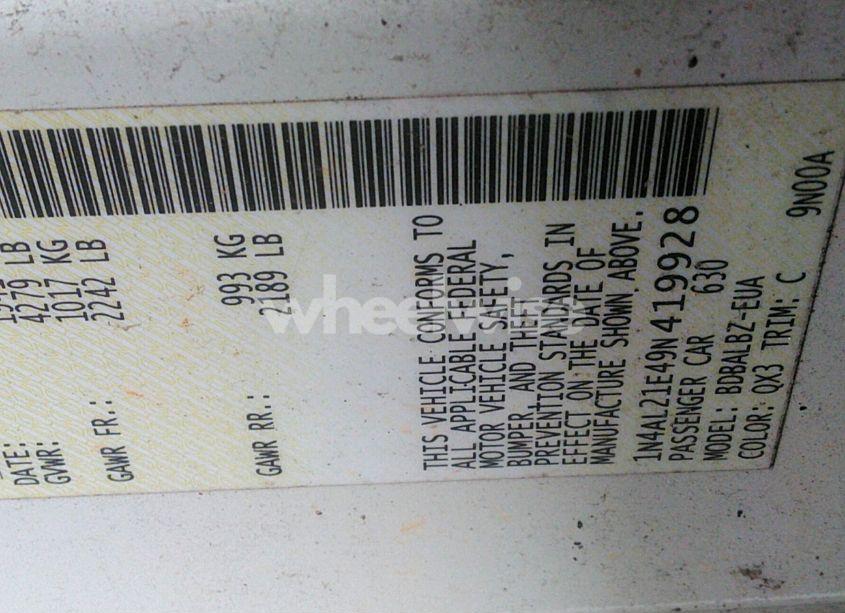 DATE:
GVWR: 4279 LB
1017 KG
GAWR FR.: 2242 LB
993 KG
GAWR RR.: 2189 LB
THIS VEHICLE CONFORMS TO
ALL APPLICABLE FEDERAL
MOTOR VEHICLE SAFETY,
BUMPER, AND THEFT
PREVENTION STANDARDS IN
EFFECT ON THE DATE OF
MANUFACTURE SHOWN ABOVE.
1N4AL21E49N419928
PASSENGER CAR 630
MODEL: BDBALBZ-EUA
COLOR: QX3 TRIM: C 9N00A
wheelwise